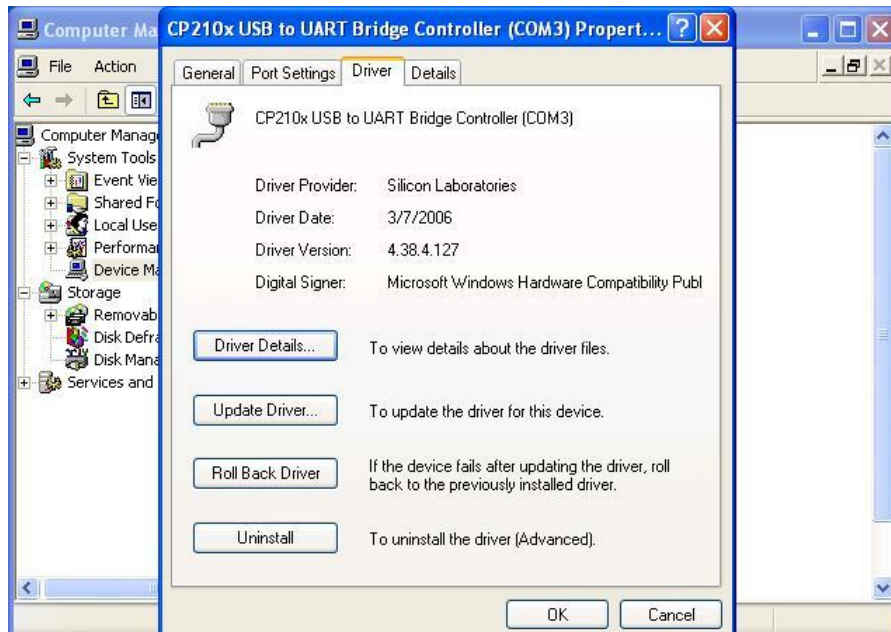 Computer Ma
CP210x USB to UART Bridge Controller (COM3) Propert...
File Action
General Port Settings Driver Details
CP210x USB to UART Bridge Controller (COM3)
Computer Manag
System Tools
Event Vie
Shared Fo
Local Use
Performa
Device Ma
Storage
Removab
Disk Defra
Disk Mana
Services and
Driver Provider: Silicon Laboratories
Driver Date: 3/7/2006
Driver Version: 4.38.4.127
Digital Signer: Microsoft Windows Hardware Compatibility Publ
Driver Details... To view details about the driver files.
Update Driver... To update the driver for this device.
Roll Back Driver If the device fails after updating the driver, roll
back to the previously installed driver.
Uninstall To uninstall the driver (Advanced).
OK Cancel